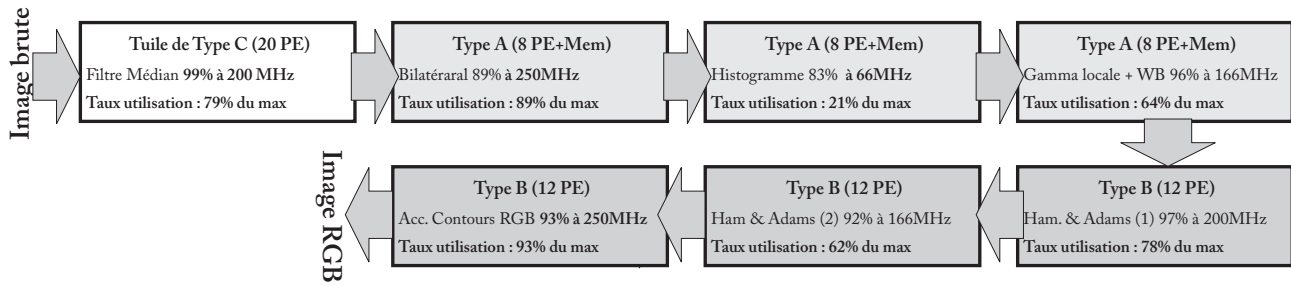 Image brute
Tuile de Type C (20 PE)
Filtre Médian 99% à 200 MHz
Taux utilisation : 79% du max
Type A (8 PE+Mem)
Bilatéraral 89% à 250MHz
Taux utilisation : 89% du max
Type A (8 PE+Mem)
Histogramme 83% à 66MHz
Taux utilisation : 21% du max
Type A (8 PE+Mem)
Gamma locale + WB 96% à 166MHz
Taux utilisation : 64% du max
Type B (12 PE)
Ham. & Adams (1) 97% à 200MHz
Taux utilisation : 78% du max
Type B (12 PE)
Ham & Adams (2) 92% à 166MHz
Taux utilisation : 62% du max
Type B (12 PE)
Acc. Contours RGB 93% à 250MHz
Taux utilisation : 93% du max
Image RGB